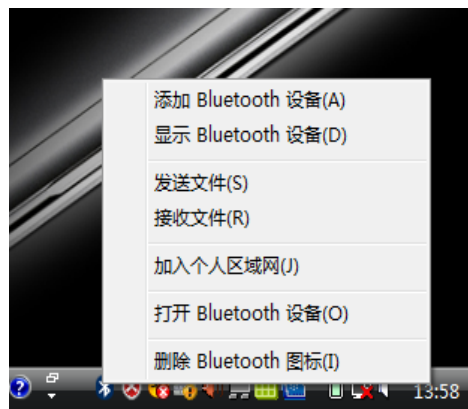 添加 Bluetooth 设备(A)
显示 Bluetooth 设备(D)
发送文件(S)
接收文件(R)
加入个人区域网(J)
打开 Bluetooth 设备(O)
删除 Bluetooth 图标(I)
13:58